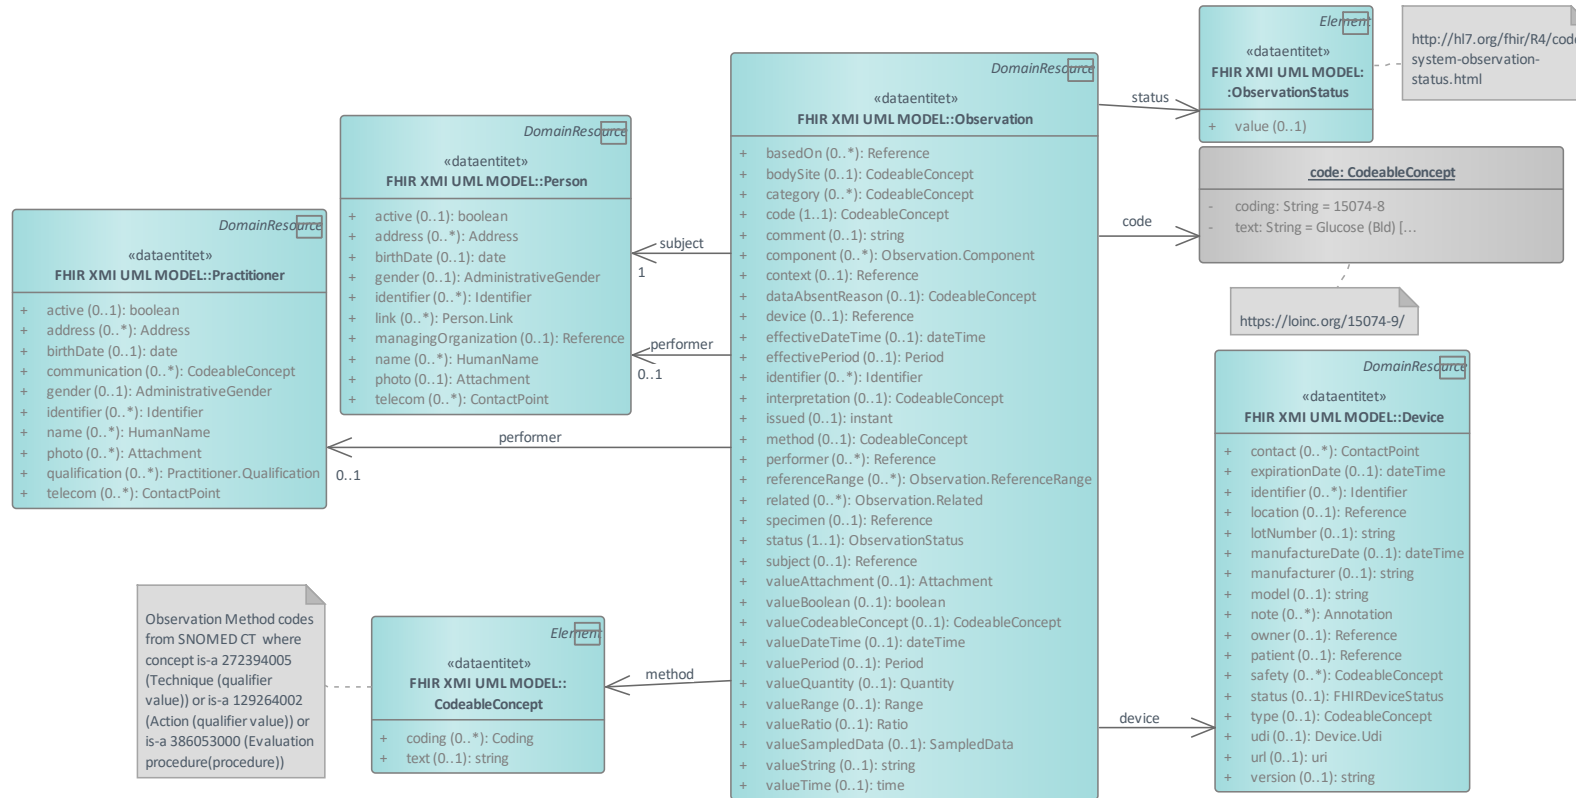 DomainResource
«dataentitet»
FHIR XMI UML MODEL::Practitioner
+ active (0..1): boolean
+ address (0..*): Address
+ birthDate (0..1): date
+ communication (0..*): CodeableConcept
+ gender (0..1): AdministrativeGender
+ identifier (0..*): Identifier
+ name (0..*): HumanName
+ photo (0..*): Attachment
+ qualification (0..*): Practitioner.Qualification
+ telecom (0..*): ContactPoint
DomainResource
«dataentitet»
FHIR XMI UML MODEL::Person
+ active (0..1): boolean
+ address (0..*): Address
+ birthDate (0..1): date
+ gender (0..1): AdministrativeGender
+ identifier (0..*): Identifier
+ link (0..*): Person.Link
+ managingOrganization (0..1): Reference
+ name (0..*): HumanName
+ photo (0..1): Attachment
+ telecom (0..*): ContactPoint
subject
1
performer
0..1
performer
0..1
Observation Method codes
from SNOMED CT where
concept is-a 272394005
(Technique (qualifier
value)) or is-a 129264002
(Action (qualifier value)) or
is-a 386053000 (Evaluation
procedure(procedure))
Element
«dataentitet»
FHIR XMI UML MODEL::
CodeableConcept
+ coding (0..*): Coding
+ text (0..1): string
method
DomainResource
«dataentitet»
FHIR XMI UML MODEL::Observation
+ basedOn (0..*): Reference
+ bodySite (0..1): CodeableConcept
+ category (0..*): CodeableConcept
+ code (1..1): CodeableConcept
+ comment (0..1): string
+ component (0..*): Observation.Component
+ context (0..1): Reference
+ dataAbsentReason (0..1): CodeableConcept
+ device (0..1): Reference
+ effectiveDateTime (0..1): dateTime
+ effectivePeriod (0..1): Period
+ identifier (0..*): Identifier
+ interpretation (0..1): CodeableConcept
+ issued (0..1): instant
+ method (0..1): CodeableConcept
+ performer (0..*): Reference
+ referenceRange (0..*): Observation.ReferenceRange
+ related (0..*): Observation.Related
+ specimen (0..1): Reference
+ status (1..1): ObservationStatus
+ subject (0..1): Reference
+ valueAttachment (0..1): Attachment
+ valueBoolean (0..1): boolean
+ valueCodeableConcept (0..1): CodeableConcept
+ valueDateTime (0..1): dateTime
+ valuePeriod (0..1): Period
+ valueQuantity (0..1): Quantity
+ valueRange (0..1): Range
+ valueRatio (0..1): Ratio
+ valueSampledData (0..1): SampledData
+ valueString (0..1): string
+ valueTime (0..1): time
status
code
device
Element
«dataentitet»
FHIR XMI UML MODEL:
:ObservationStatus
+ value (0..1)
http://hl7.org/fhir/R4/code
system-observation-
status.html
code: CodeableConcept
- coding: String = 15074-8
- text: String = Glucose (Bld) [...
https://loinc.org/15074-9/
DomainResource
«dataentitet»
FHIR XMI UML MODEL::Device
+ contact (0..*): ContactPoint
+ expirationDate (0..1): dateTime
+ identifier (0..*): Identifier
+ location (0..1): Reference
+ lotNumber (0..1): string
+ manufactureDate (0..1): dateTime
+ manufacturer (0..1): string
+ model (0..1): string
+ note (0..*): Annotation
+ owner (0..1): Reference
+ patient (0..1): Reference
+ safety (0..*): CodeableConcept
+ status (0..1): FHIRDeviceStatus
+ type (0..1): CodeableConcept
+ udi (0..1): Device.Udi
+ url (0..1): uri
+ version (0..1): string